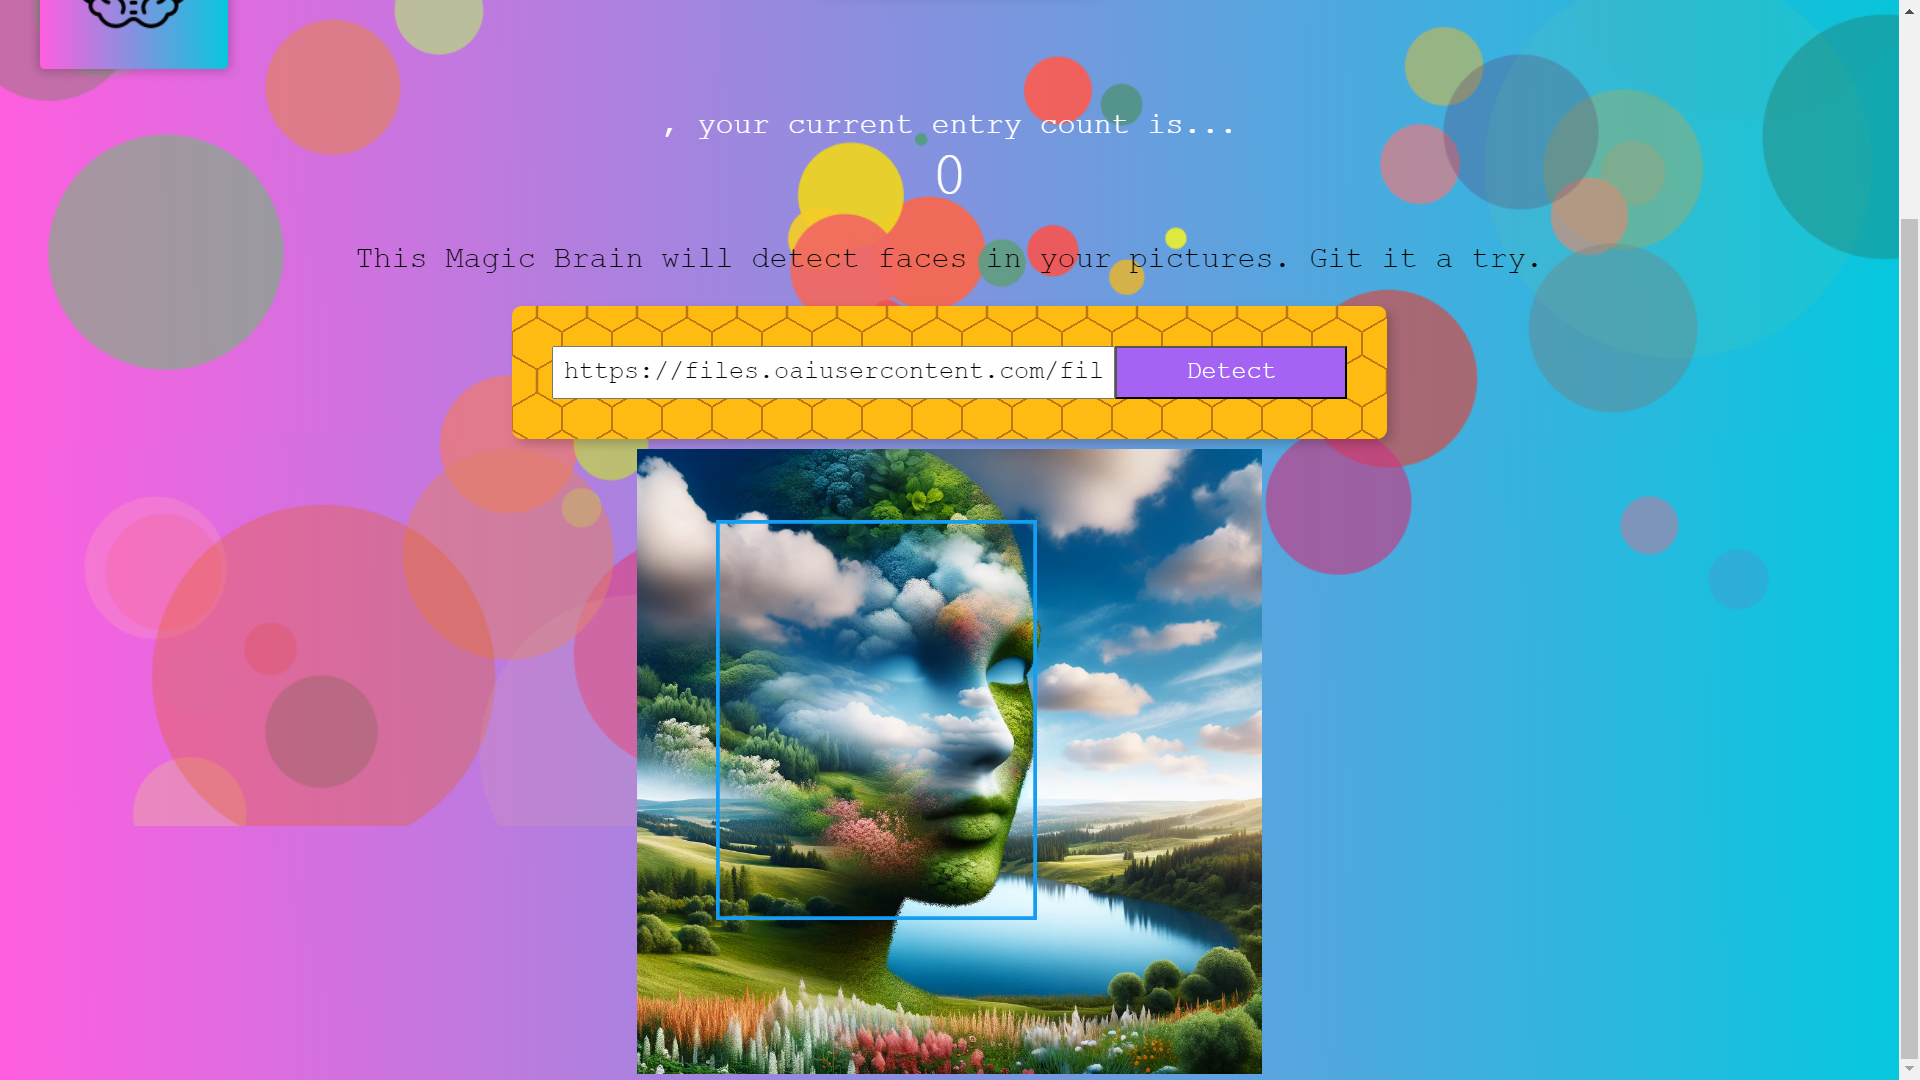 , your current entry count is...
0
This Magic Brain will detect faces in your pictures. Git it a try.
https://files.oaiusercontent.com/fil
Detect